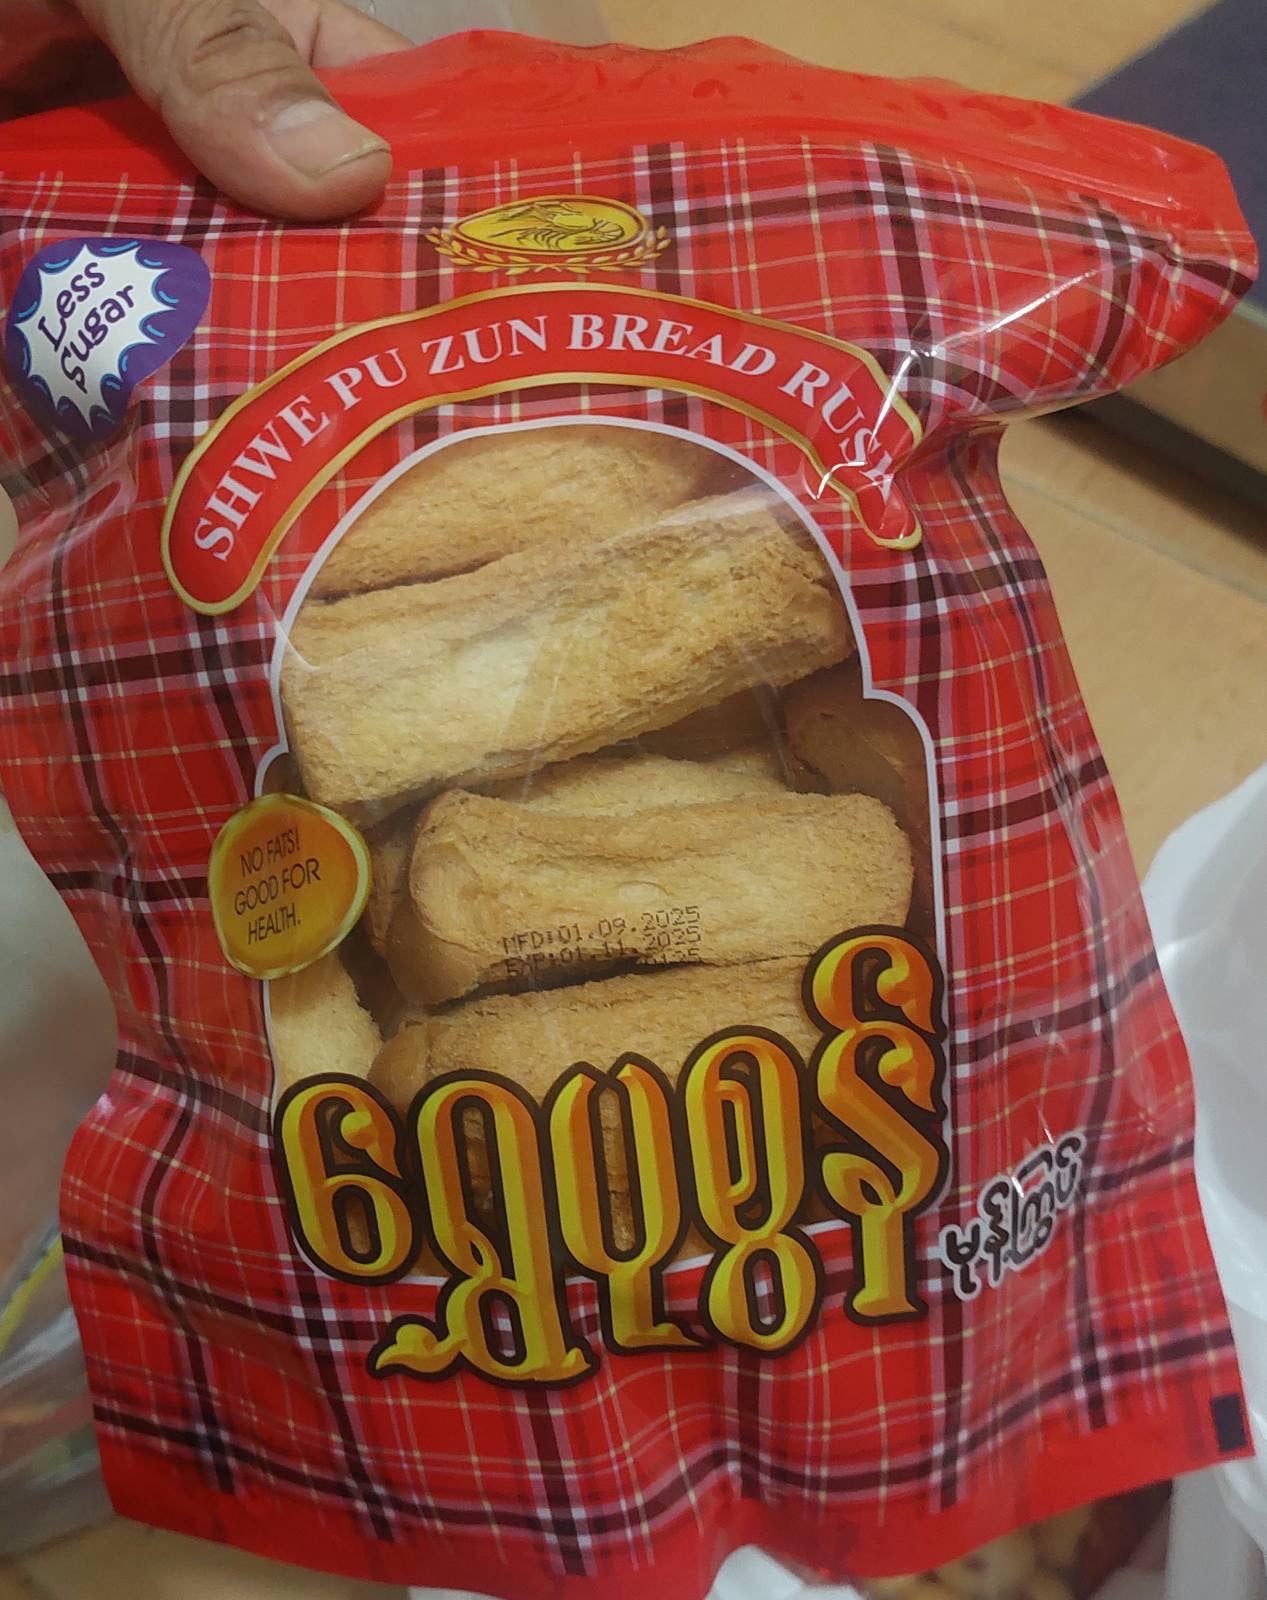 Less
Sugar
SHWE PU ZUN BREAD RUSK
NO FATS!
GOOD FOR
HEALTH.
MFD:01.09.2025
EXP:01.11.2025
ရွှေပုစွန်
မုန့်ကြွပ်